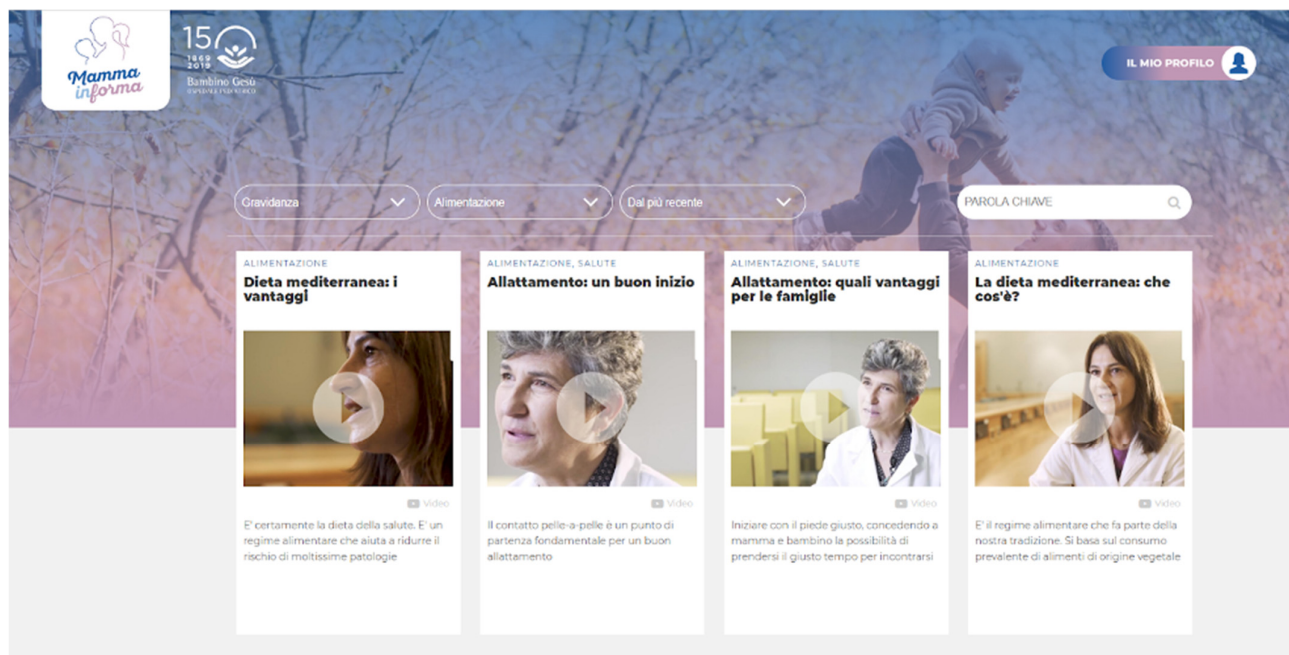 Mamma
informa
150
1869
2019
Bambino Gesù
OSPEDALE PEDIATRICO
IL MIO PROFILO
Gravidanza
Alimentazione
Dal più recente
PAROLA CHIAVE
ALIMENTAZIONE
Dieta mediterranea: i
vantaggi
Video
E' certamente la dieta della salute. E' un
regime alimentare che aiuta a ridurre il
rischio di moltissime patologie
ALIMENTAZIONE, SALUTE
Allattamento: un buon inizio
Video
Il contatto pelle-a-pelle è un punto di
partenza fondamentale per un buon
allattamento
ALIMENTAZIONE, SALUTE
Allattamento: quali vantaggi
per le famiglie
Video
Iniziare con il piede giusto, concedendo a
mamma e bambino la possibilità di
prendersi il giusto tempo per incontrarsi
ALIMENTAZIONE
La dieta mediterranea: che
cos'è?
Video
E' il regime alimentare che fa parte della
nostra tradizione. Si basa sul consumo
prevalente di alimenti di origine vegetale